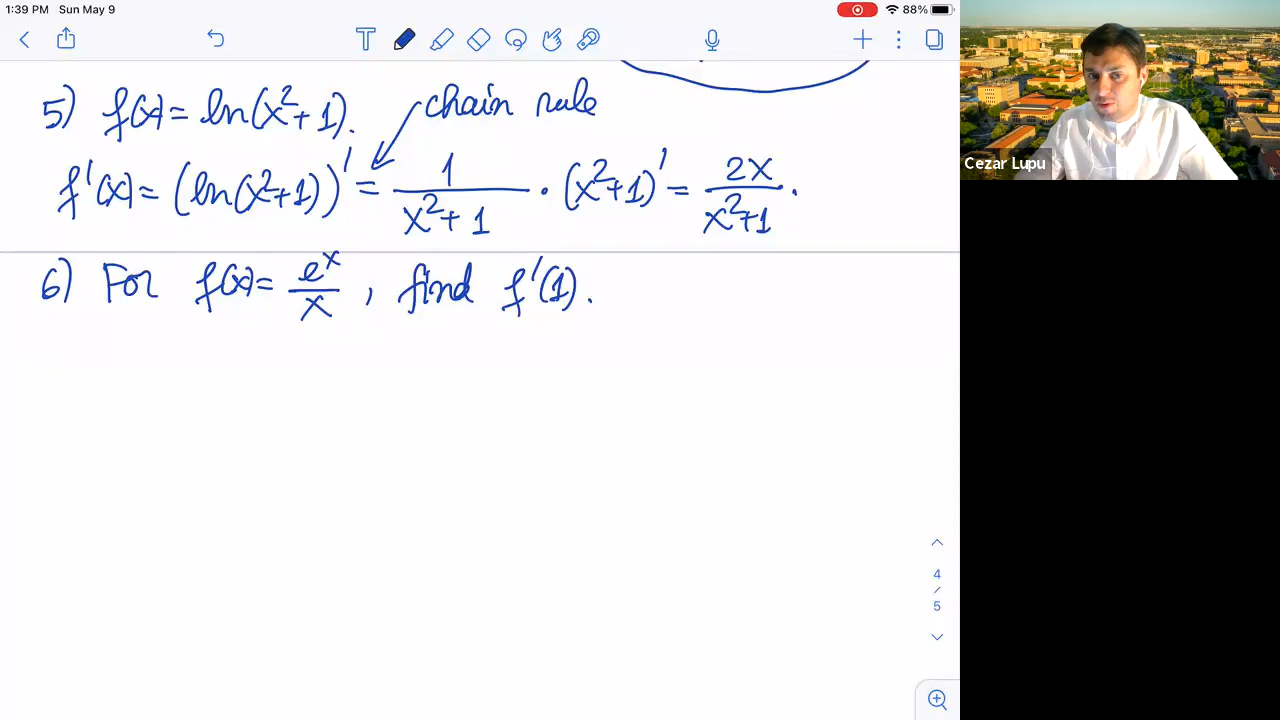 1:39 PM Sun May 9
88%
T
Cezar Lupu
5) f(x) = ln(x²+1). chain rule
f'(x) = (ln(x²+1))' = 1/(x²+1) · (x²+1)' = 2x/(x²+1) .
6) For f(x) = e^x/x , find f'(1).
4
/
5